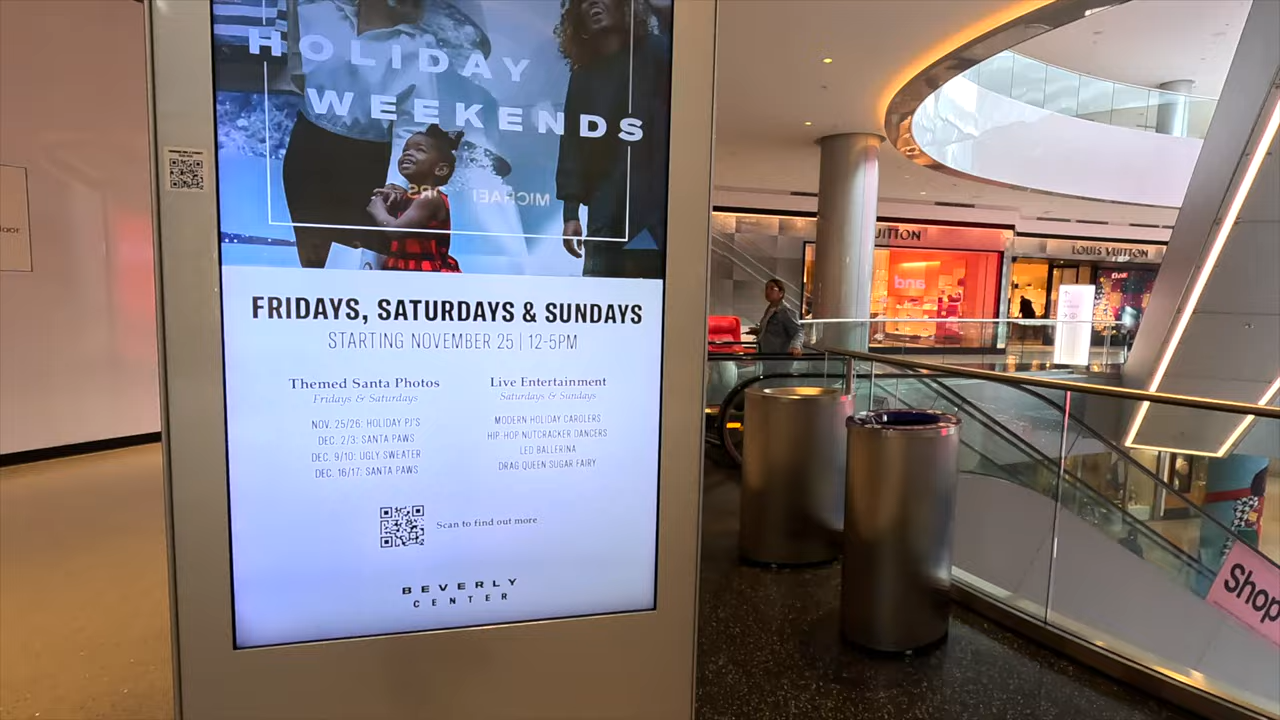 HOLIDAY
WEEKENDS
MICHAEL
FRIDAYS, SATURDAYS & SUNDAYS
STARTING NOVEMBER 25 | 12-5PM
Themed Santa Photos
Fridays & Saturdays
NOV. 25/26: HOLIDAY PJ'S
DEC. 2/3: SANTA PAWS
DEC. 9/10: UGLY SWEATER
DEC. 16/17: SANTA PAWS
Live Entertainment
Saturdays & Sundays
MODERN HOLIDAY CAROLERS
HIP-HOP NUTCRACKER DANCERS
LED BALLERINA
DRAG QUEEN SUGAR FAIRY
Scan to find out more
BEVERLY
CENTER
UITTON
LOUIS VUITTON
and
Shop